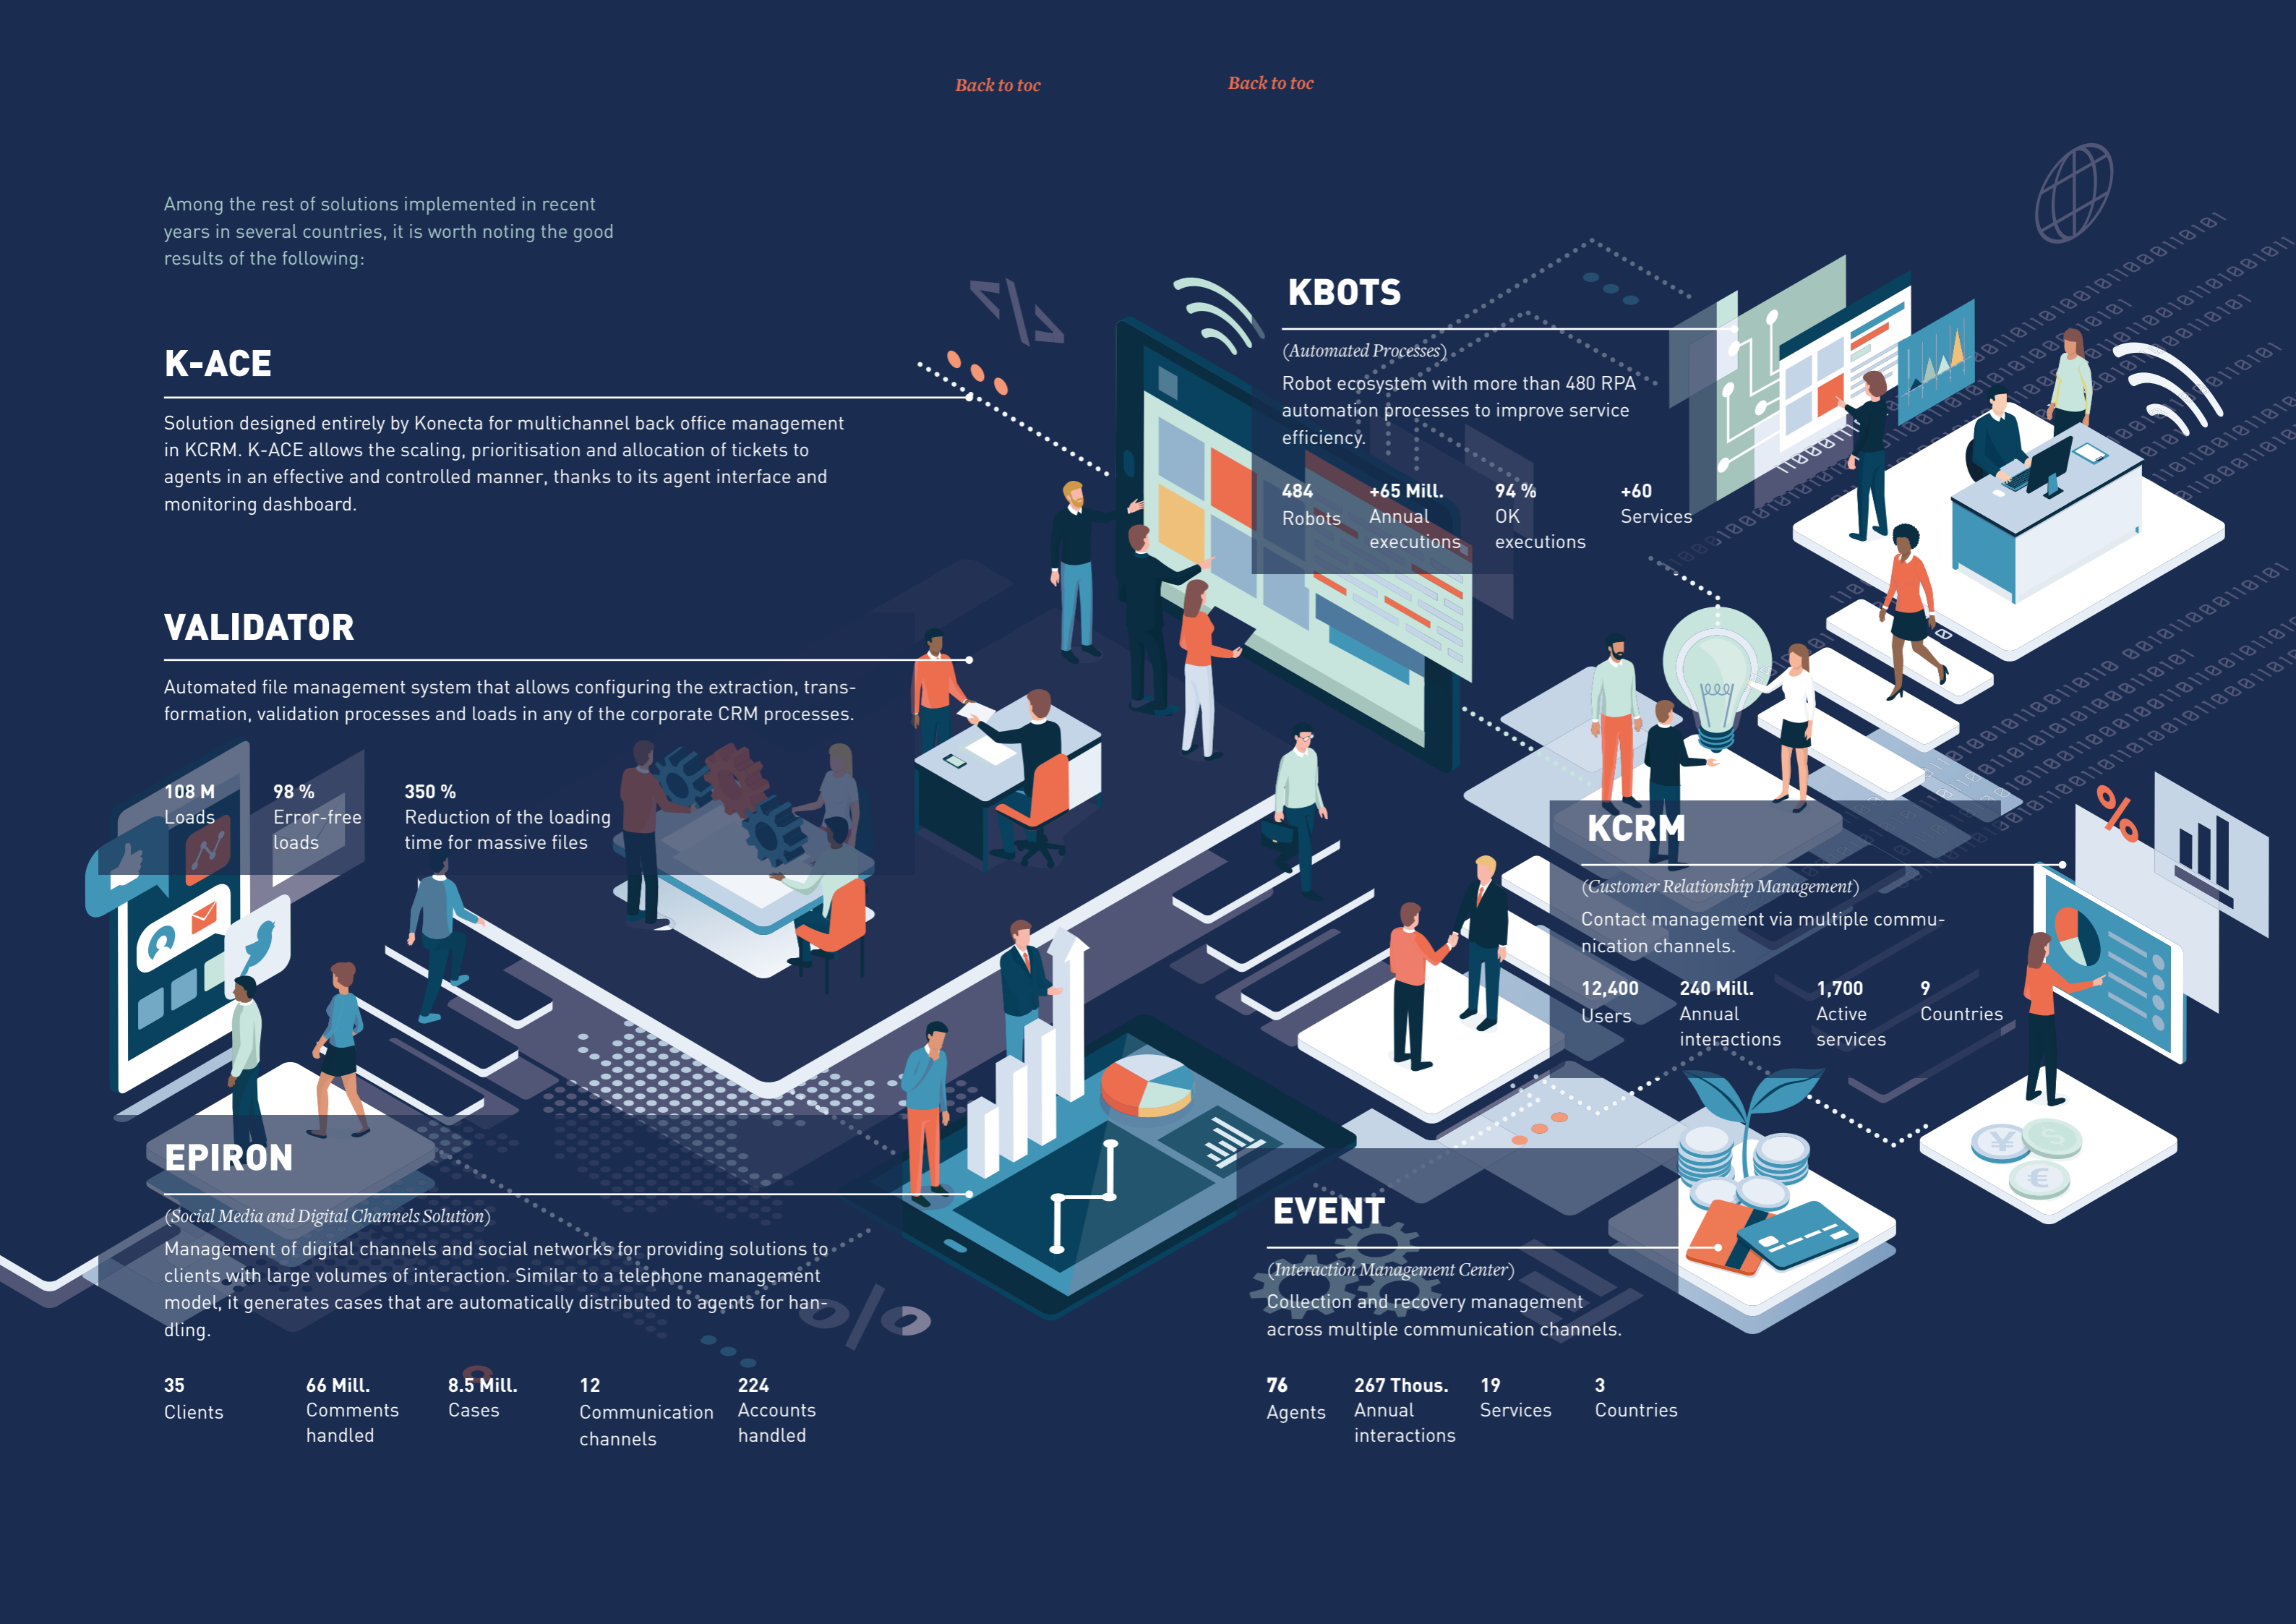 Back to toc
Back to toc
Among the rest of solutions implemented in recent
years in several countries, it is worth noting the good
results of the following:
K-ACE
Solution designed entirely by Konecta for multichannel back office management
in KCRM. K-ACE allows the scaling, prioritisation and allocation of tickets to
agents in an effective and controlled manner, thanks to its agent interface and
monitoring dashboard.
VALIDATOR
Automated file management system that allows configuring the extraction, trans-
formation, validation processes and loads in any of the corporate CRM processes.
108 M
Loads
98 %
Error-free
loads
350 %
Reduction of the loading
time for massive files
EPIRON
(Social Media and Digital Channels Solution)
Management of digital channels and social networks for providing solutions to
clients with large volumes of interaction. Similar to a telephone management
model, it generates cases that are automatically distributed to agents for han-
dling.
35
Clients
66 Mill.
Comments
handled
8.5 Mill.
Cases
12
Communication
channels
224
Accounts
handled
KBOTS
(Automated Processes)
Robot ecosystem with more than 480 RPA
automation processes to improve service
efficiency.
484
Robots
+65 Mill.
Annual
executions
94 %
OK
executions
+60
Services
KCRM
(Customer Relationship Management)
Contact management via multiple commu-
nication channels.
12,400
Users
240 Mill.
Annual
interactions
1,700
Active
services
9
Countries
EVENT
(Interaction Management Center)
Collection and recovery management
across multiple communication channels.
76
Agents
267 Thous.
Annual
interactions
19
Services
3
Countries